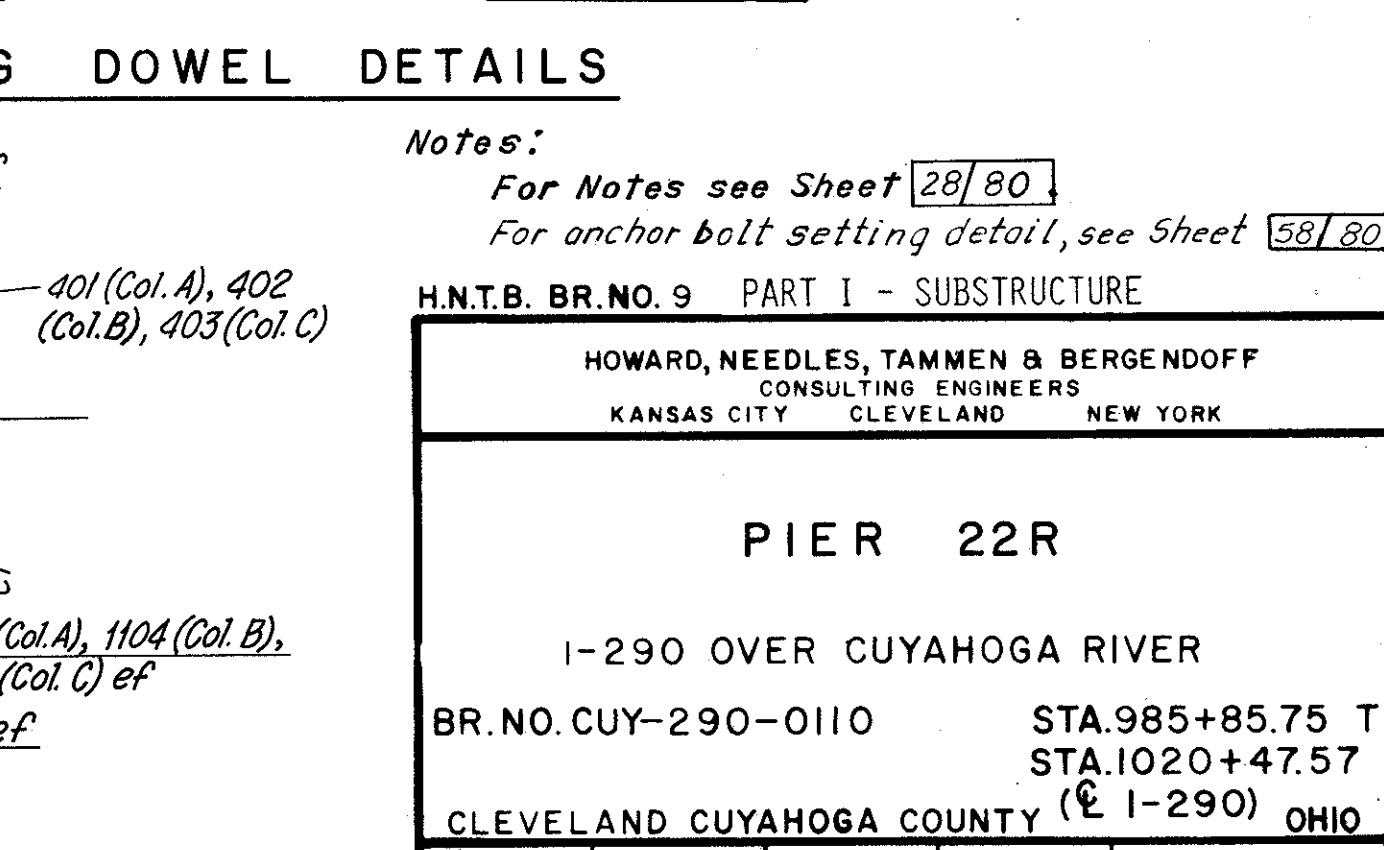 DOWEL DETAILS
Notes:
For Notes see Sheet 28/80.
For anchor bolt setting detail, see Sheet 58/80
401 (Col. A), 402
(Col. B), 403 (Col. C)
H.N.T.B. BR. NO. 9 PART I - SUBSTRUCTURE
HOWARD, NEEDLES, TAMMEN & BERGENDOFF
CONSULTING ENGINEERS
KANSAS CITY CLEVELAND NEW YORK
PIER 22R
(Col. A), 1104 (Col. B),
(Col. C) ef
ef
I-290 OVER CUYAHOGA RIVER
BR. NO. CUY-290-0110 STA. 985+85.75 T
STA. 1020+47.57
(℄ I-290)
CLEVELAND CUYAHOGA COUNTY OHIO